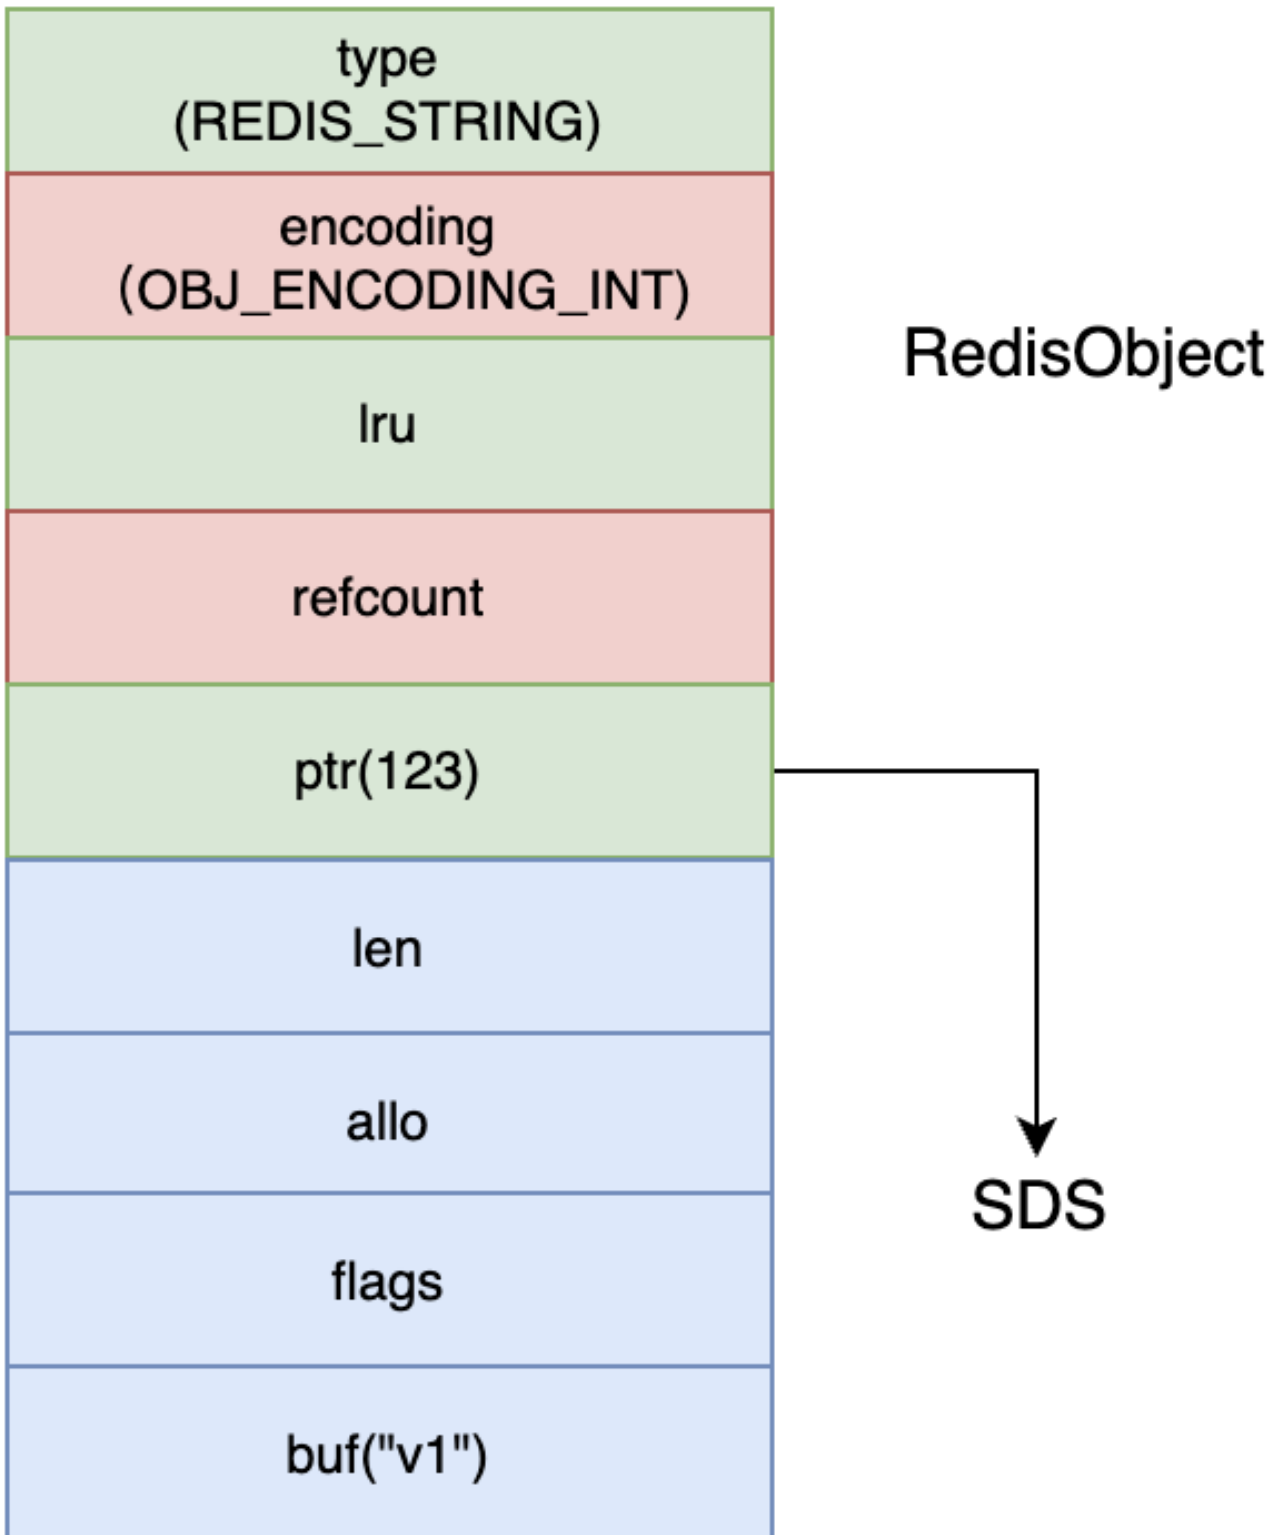 type
(REDIS_STRING)
encoding
(OBJ_ENCODING_INT)
RedisObject
lru
refcount
ptr(123)
len
allo
SDS
flags
buf("v1")